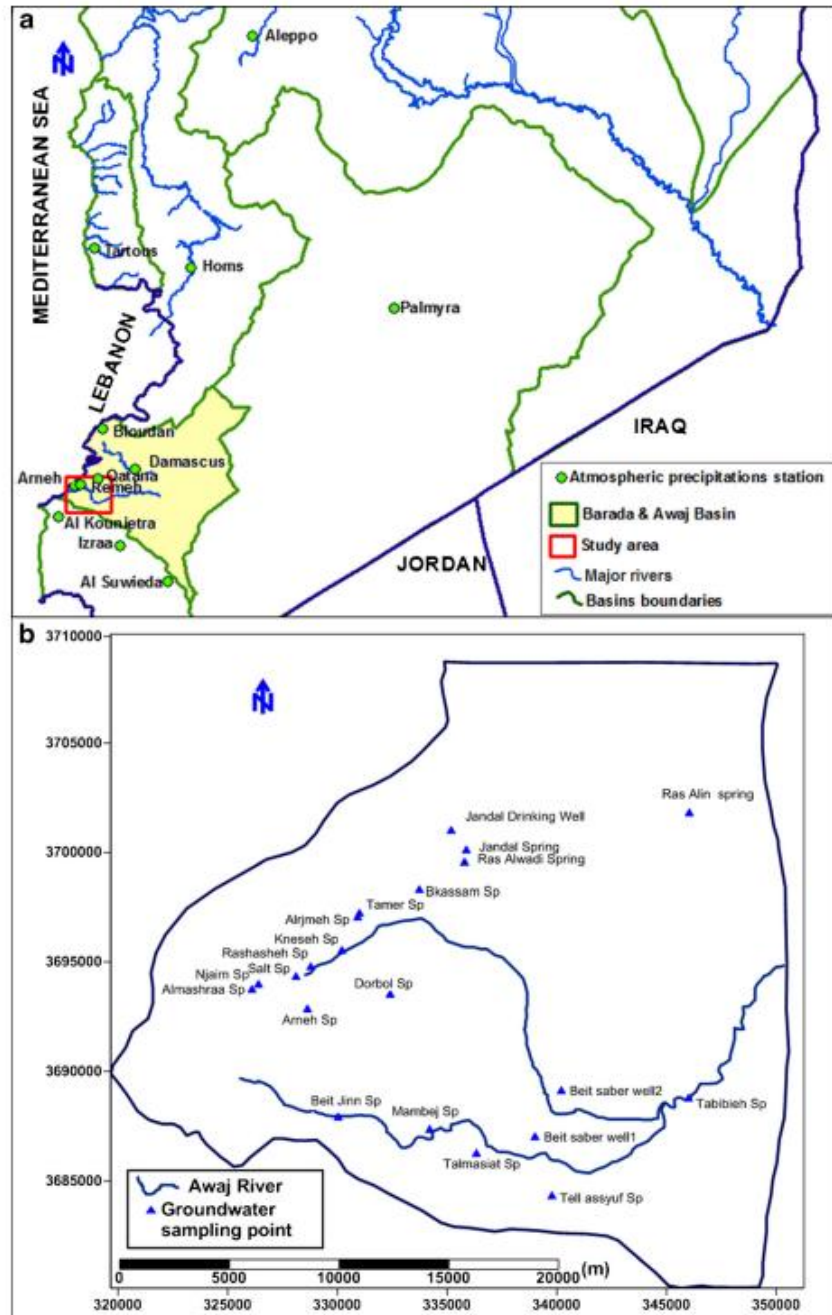 a
N
Aleppo
MEDITERRANEAN SEA
Tartous
Homs
Palmyra
LEBANON
Bloudan
IRAQ
Damascus
Arneh
Qatana
Remeh
Al Kounietra
Izraa
JORDAN
Al Suwieda
Atmospheric precipitations station
Barada & Awaj Basin
Study area
Major rivers
Basins boundaries
b
3710000
N
3705000
Ras Alin spring
Jandal Drinking Well
3700000
Jandal Spring
Ras Alwadi Spring
Bkassam Sp
Tamer Sp
Alrjmeh Sp
Kneseh Sp
3695000
Rashasheh Sp
Salt Sp
Njaim Sp
Almashraa Sp
Dorbol Sp
Arneh Sp
3690000
Beit saber well2
Beit Jinn Sp
Tabibieh Sp
Mambej Sp
Beit saber well1
Talmasiat Sp
3685000
Tell assyuf Sp
Awaj River
Groundwater
sampling point
0 5000 10000 15000 20000 (m)
320000 325000 330000 335000 340000 345000 350000